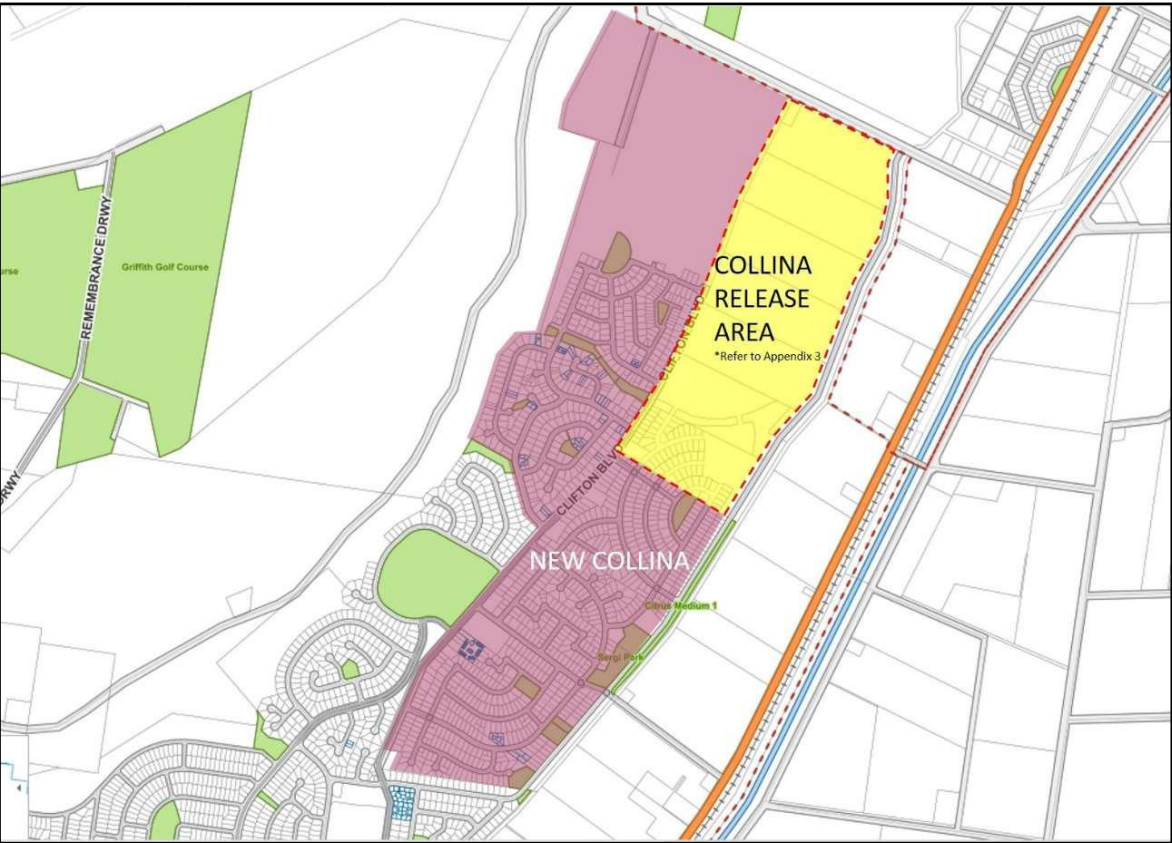 REMEMBRANCE DRWY
Griffith Golf Course
urse
DRWY
COLLINA
RELEASE
AREA
*Refer to Appendix 3
CLIFTON BLVD
CLIFTON BLVD
NEW COLLINA
Citrus Medium 1
Sergi Park